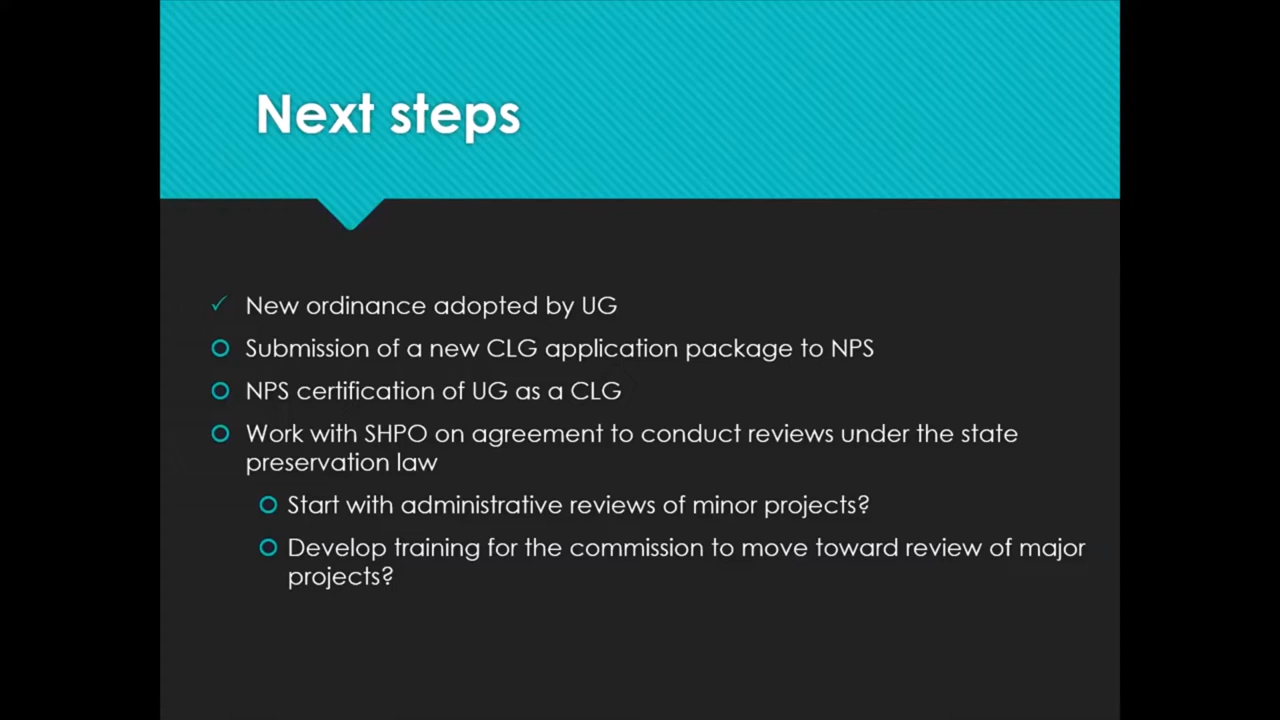 Next steps
New ordinance adopted by UG
Submission of a new CLG application package to NPS
NPS certification of UG as a CLG
Work with SHPO on agreement to conduct reviews under the state
preservation law
Start with administrative reviews of minor projects?
Develop training for the commission to move toward review of major
projects?